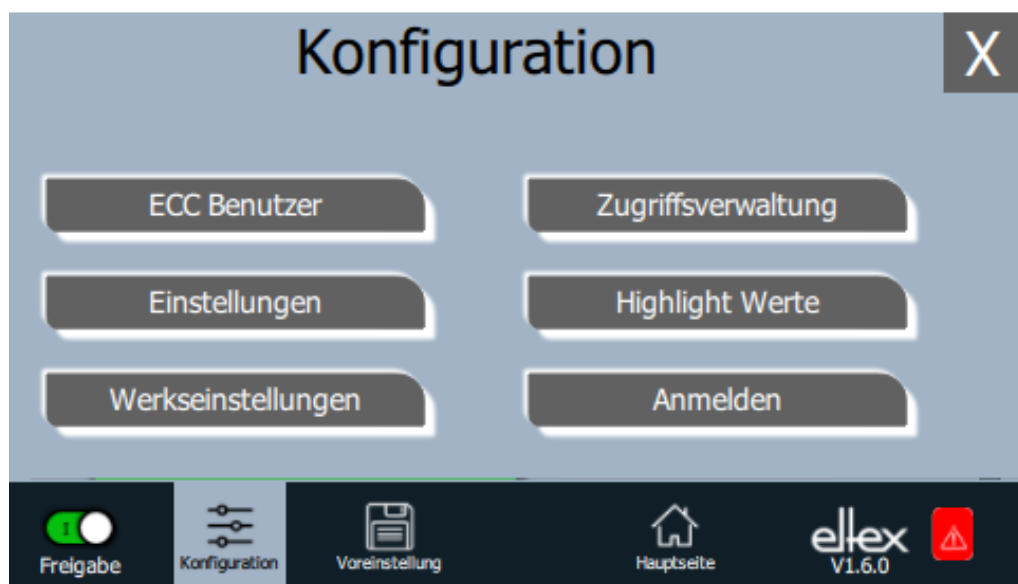 Konfiguration
X
ECC Benutzer
Zugriffsverwaltung
Einstellungen
Highlight Werte
Werkseinstellungen
Anmelden
I
Freigabe
Konfiguration
Voreinstellung
Hauptseite
eltex
V1.6.0